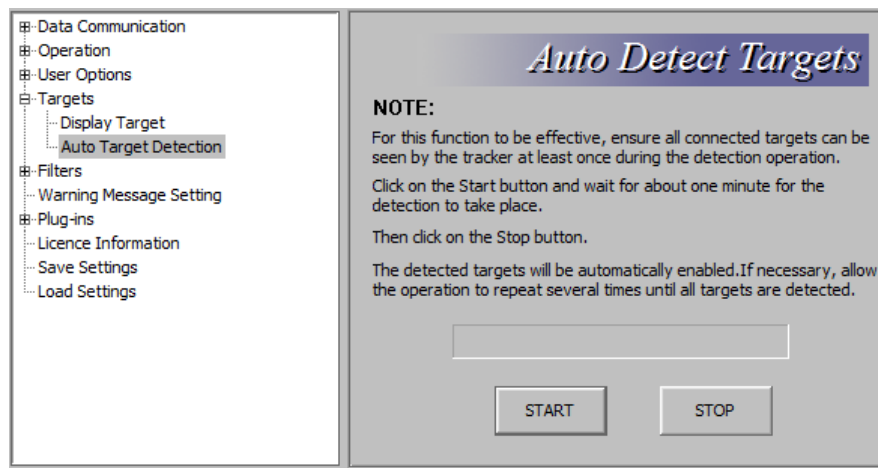 Data Communication
Operation
User Options
Targets
Display Target
Auto Target Detection
Filters
Warning Message Setting
Plug-ins
Licence Information
Save Settings
Load Settings
Auto Detect Targets
NOTE:
For this function to be effective, ensure all connected targets can be
seen by the tracker at least once during the detection operation.
Click on the Start button and wait for about one minute for the
detection to take place.
Then click on the Stop button.
The detected targets will be automatically enabled.If necessary, allow
the operation to repeat several times until all targets are detected.
START
STOP